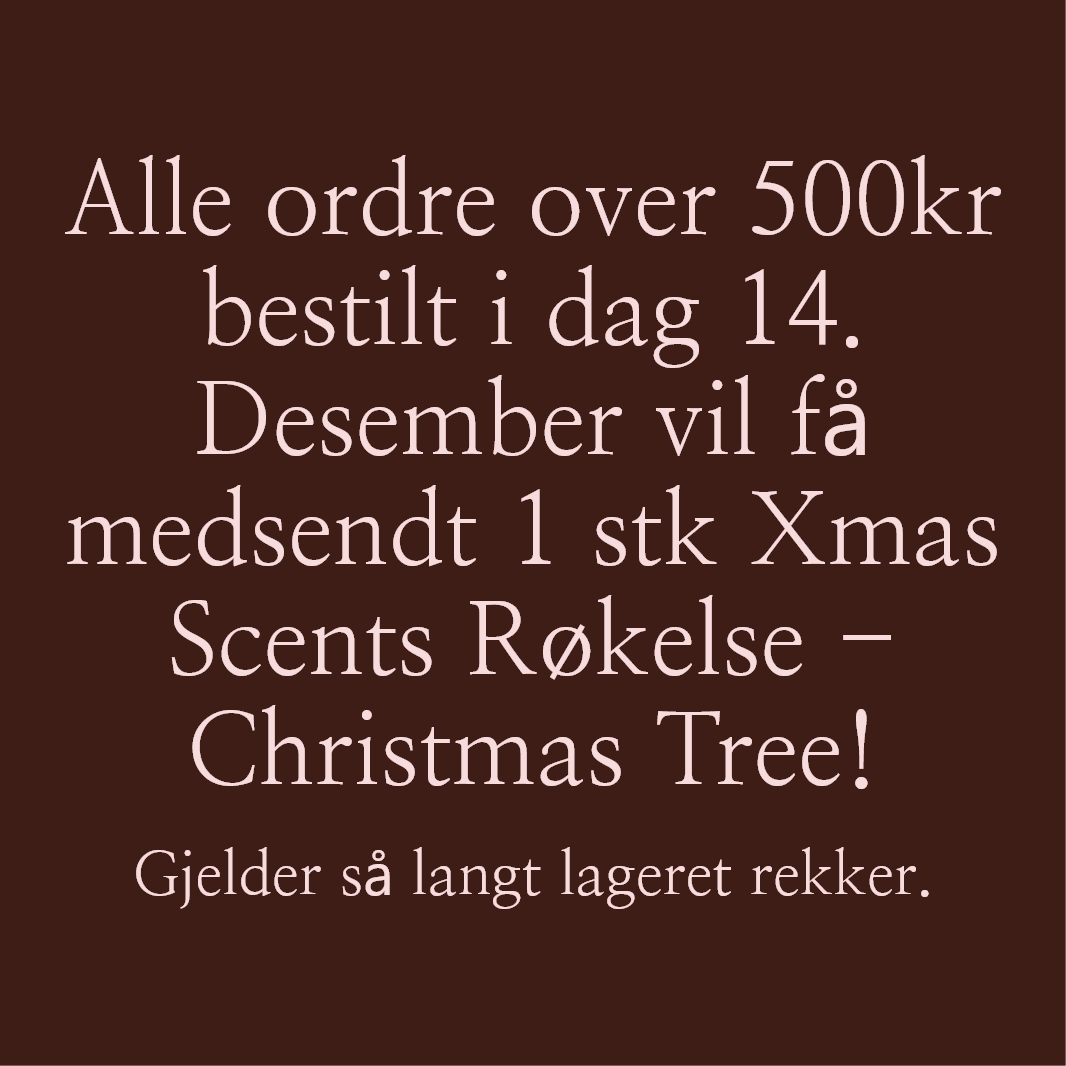 Alle ordre over 500kr
bestilt i dag 14.
Desember vil få
medsendt 1 stk Xmas
Scents Røkelse –
Christmas Tree!
Gjelder så langt lageret rekker.